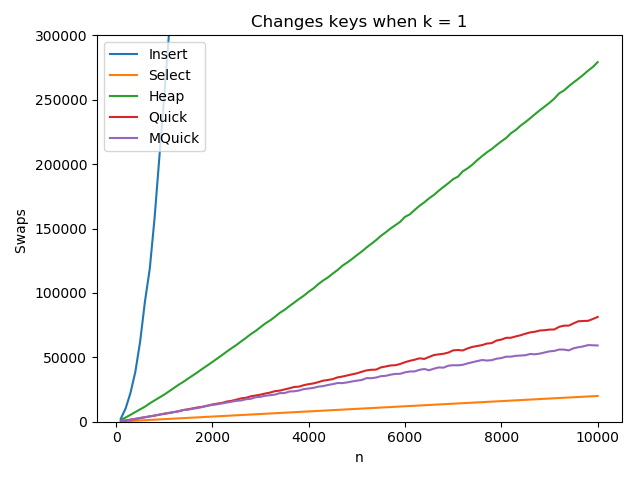 Changes keys when k = 1
300000
250000
200000
150000
100000
50000
0
Swaps
Insert
Select
Heap
Quick
MQuick
0 2000 4000 6000 8000 10000
n